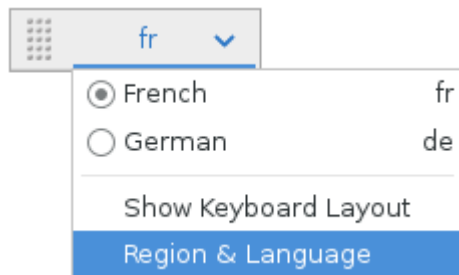 fr
French fr
German de
Show Keyboard Layout
Region & Language